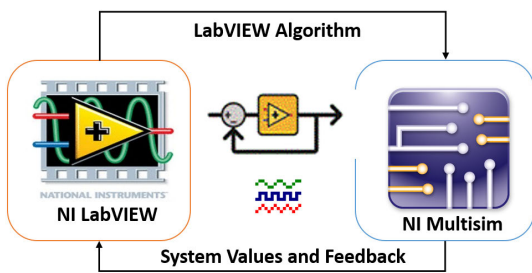 LabVIEW Algorithm
NATIONAL INSTRUMENTS
NI LabVIEW
NI Multisim
System Values and Feedback